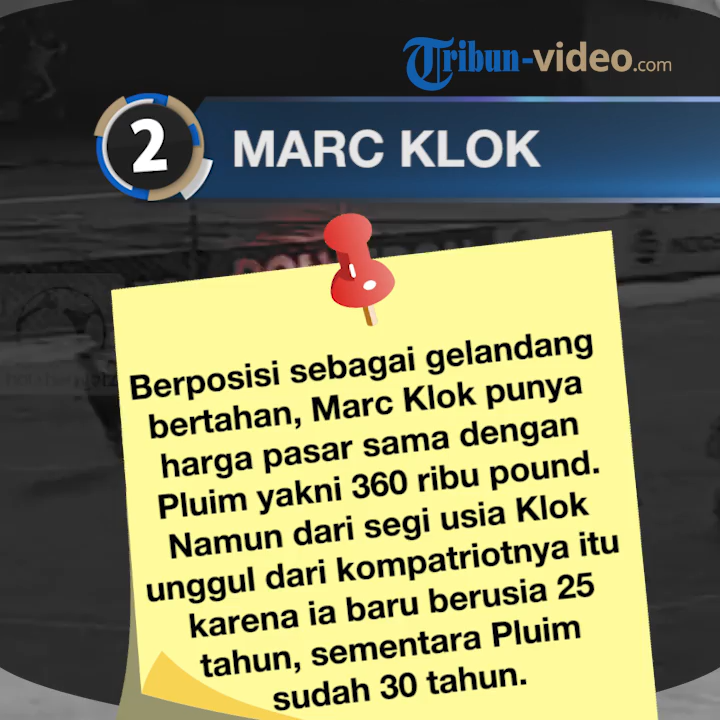 Tribun-video.com
2
MARC KLOK
Berposisi sebagai gelandang
bertahan, Marc Klok punya
harga pasar sama dengan
Pluim yakni 360 ribu pound.
Namun dari segi usia Klok
unggul dari kompatriotnya itu
karena ia baru berusia 25
tahun, sementara Pluim
sudah 30 tahun.